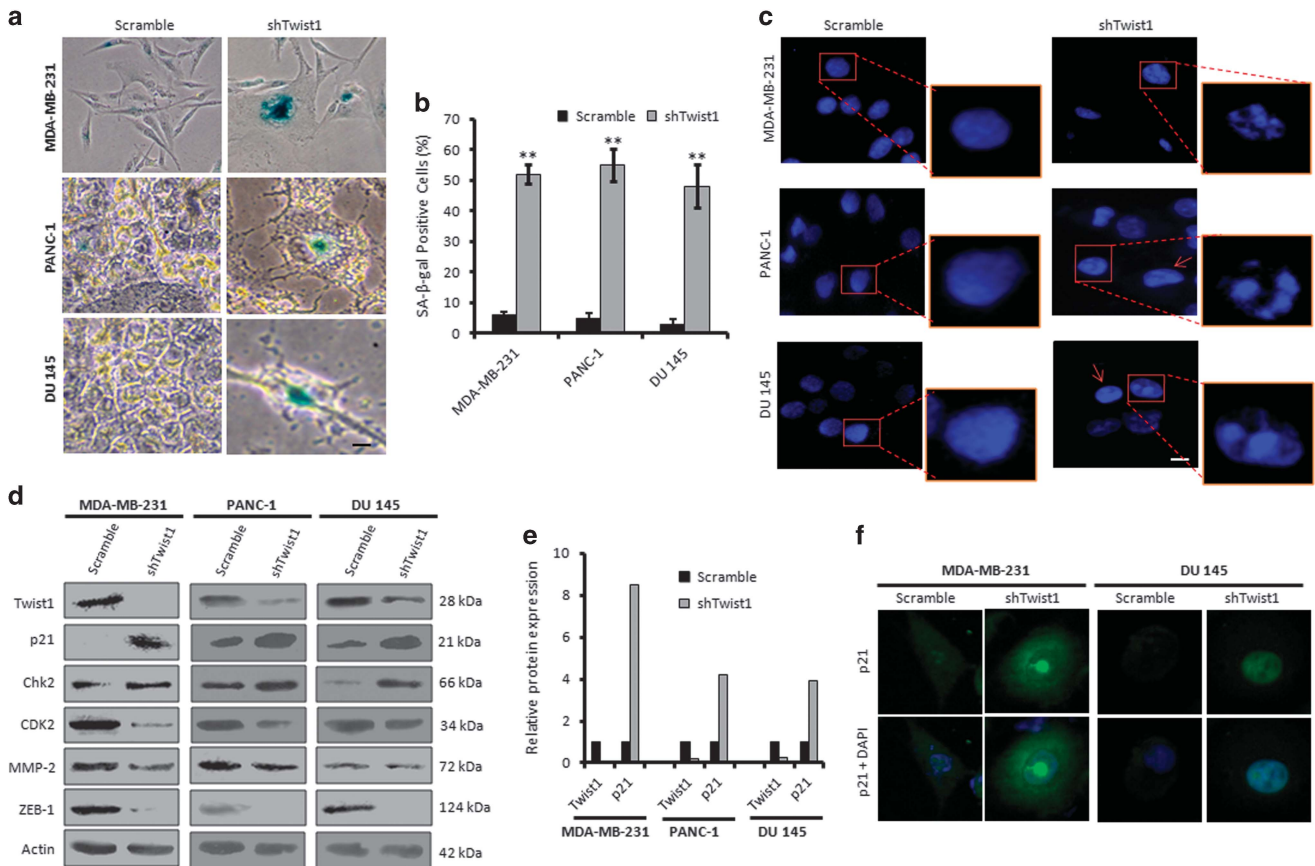 a
Scramble
shTwist1
MDA-MB-231
PANC-1
DU 145
b
Scramble
shTwist1
SA-β-gal Positive Cells (%)
70
60
50
40
30
20
10
0
**
**
**
MDA-MB-231
PANC-1
DU 145
c
Scramble
shTwist1
MDA-MB-231
PANC-1
DU 145
d
MDA-MB-231
PANC-1
DU 145
Scramble
shTwist1
Scramble
shTwist1
Scramble
shTwist1
Twist1
28 kDa
p21
21 kDa
Chk2
66 kDa
CDK2
34 kDa
MMP-2
72 kDa
ZEB-1
124 kDa
Actin
42 kDa
e
Relative protein expression
10
8
6
4
2
0
Scramble
shTwist1
Twist1
p21
Twist1
p21
Twist1
p21
MDA-MB-231
PANC-1
DU 145
f
MDA-MB-231
DU 145
Scramble
shTwist1
Scramble
shTwist1
p21
p21 + DAPI